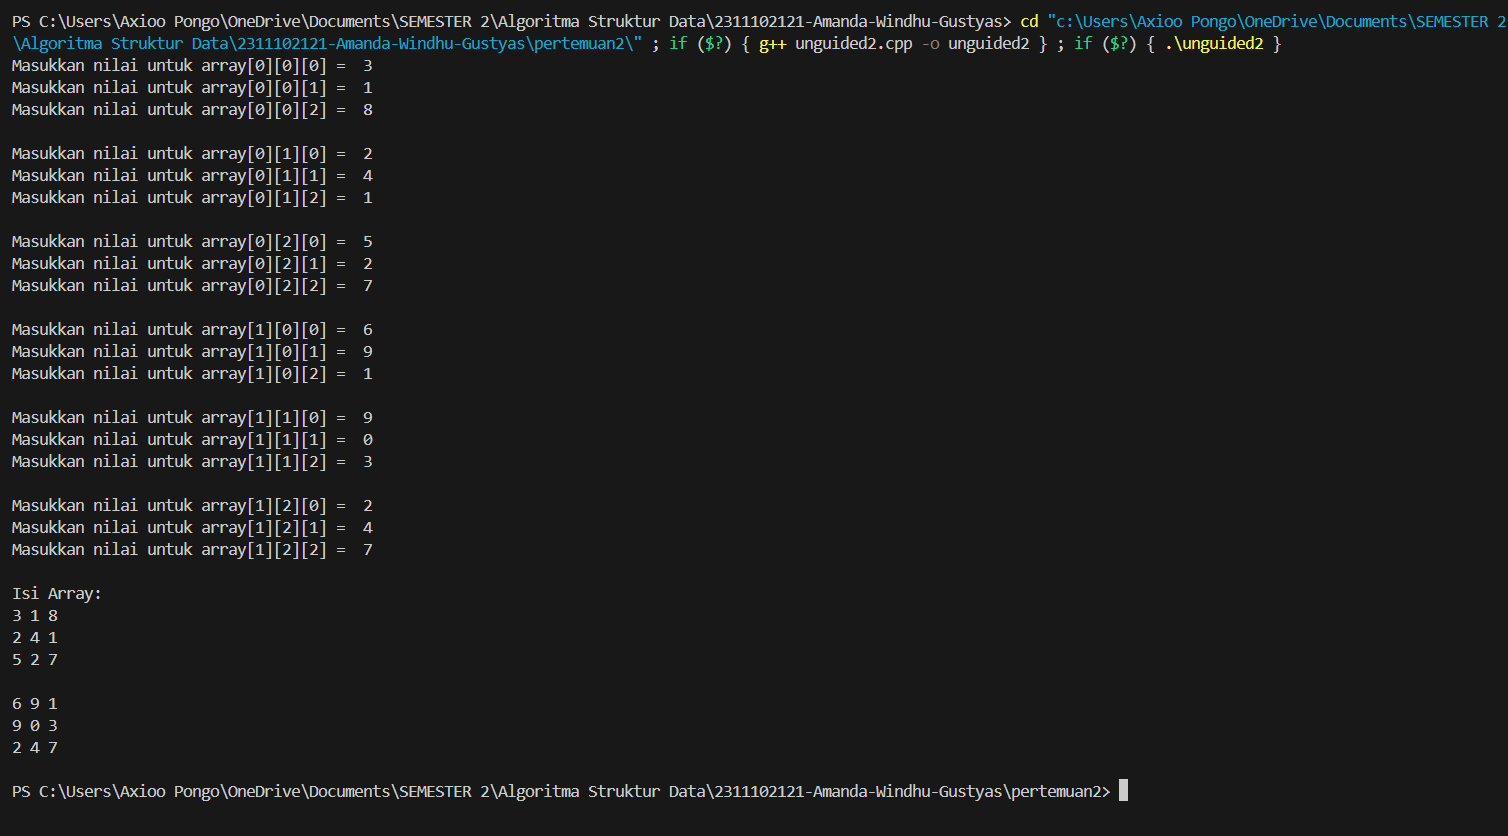 PS C:\Users\Axioo Pongo\OneDrive\Documents\SEMESTER 2\Algoritma Struktur Data\2311102121-Amanda-Windhu-Gustyas> cd "c:\Users\Axioo Pongo\OneDrive\Documents\SEMESTER 2
\Algoritma Struktur Data\2311102121-Amanda-Windhu-Gustyas\pertemuan2\" ; if ($?) { g++ unguided2.cpp -o unguided2 } ; if ($?) { .\unguided2 }
Masukkan nilai untuk array[0][0][0] =  3
Masukkan nilai untuk array[0][0][1] =  1
Masukkan nilai untuk array[0][0][2] =  8

Masukkan nilai untuk array[0][1][0] =  2
Masukkan nilai untuk array[0][1][1] =  4
Masukkan nilai untuk array[0][1][2] =  1

Masukkan nilai untuk array[0][2][0] =  5
Masukkan nilai untuk array[0][2][1] =  2
Masukkan nilai untuk array[0][2][2] =  7

Masukkan nilai untuk array[1][0][0] =  6
Masukkan nilai untuk array[1][0][1] =  9
Masukkan nilai untuk array[1][0][2] =  1

Masukkan nilai untuk array[1][1][0] =  9
Masukkan nilai untuk array[1][1][1] =  0
Masukkan nilai untuk array[1][1][2] =  3

Masukkan nilai untuk array[1][2][0] =  2
Masukkan nilai untuk array[1][2][1] =  4
Masukkan nilai untuk array[1][2][2] =  7

Isi Array:
3 1 8
2 4 1
5 2 7

6 9 1
9 0 3
2 4 7

PS C:\Users\Axioo Pongo\OneDrive\Documents\SEMESTER 2\Algoritma Struktur Data\2311102121-Amanda-Windhu-Gustyas\pertemuan2>